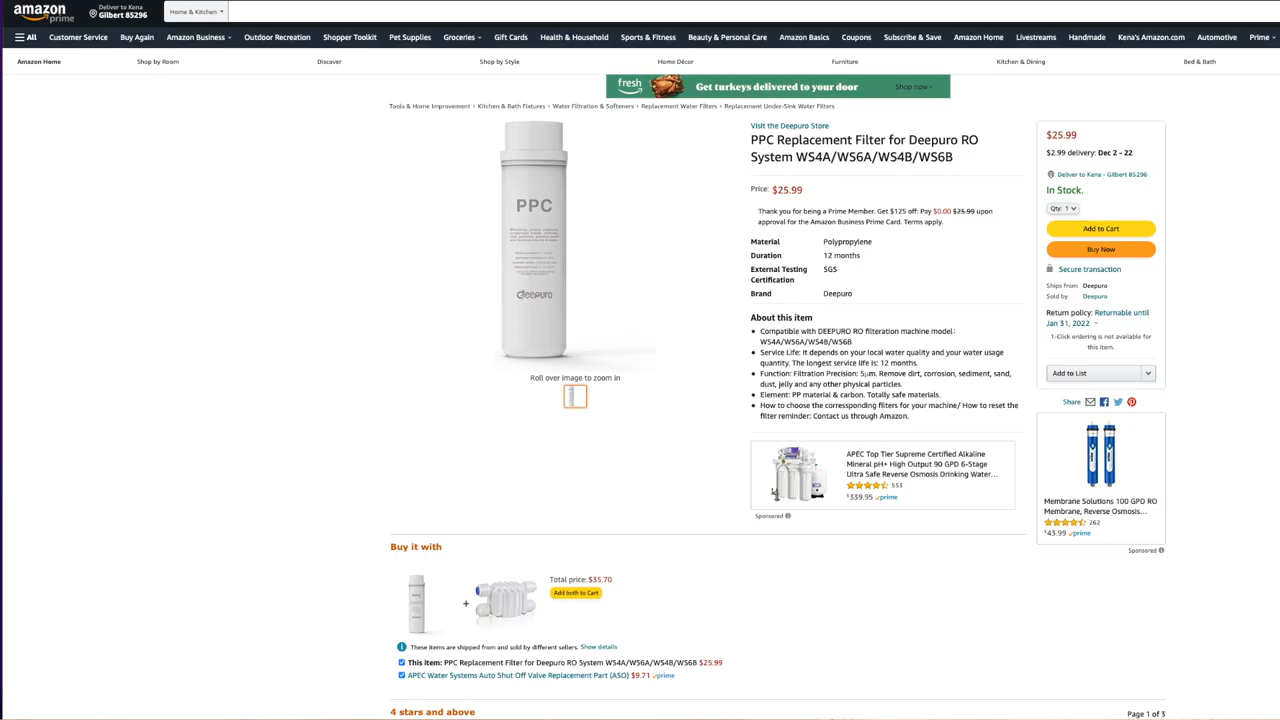 amazon
prime
Deliver to Kena
Gilbert 85296
Home & Kitchen
All Customer Service Buy Again Amazon Business Outdoor Recreation Shopper Toolkit Pet Supplies Groceries Gift Cards Health & Household Sports & Fitness Beauty & Personal Care Amazon Basics Coupons Subscribe & Save Amazon Home Livestreams Handmade Kena's Amazon.com Automotive Prime
Amazon Home Shop by Room Discover Shop by Style Home Décor Furniture Kitchen & Dining Bed & Bath
fresh Get turkeys delivered to your door Shop now ›
Tools & Home Improvement › Kitchen & Bath Fixtures › Water Filtration & Softeners › Replacement Water Filters › Replacement Under-Sink Water Filters
PPC
deepuro
Roll over image to zoom in
Visit the Deepuro Store
PPC Replacement Filter for Deepuro RO
System WS4A/WS6A/WS4B/WS6B
Price: $25.99
Thank you for being a Prime Member. Get $125 off: Pay $0.00 $25.99 upon
approval for the Amazon Business Prime Card. Terms apply.
Material Polypropylene
Duration 12 months
External Testing SGS
Certification
Brand Deepuro
About this item
• Compatible with DEEPURO RO filteration machine model:
WS4A/WS6A/WS4B/WS6B
• Service Life: It depends on your local water quality and your water usage
quantity. The longest service life is: 12 months.
• Function: Filtration Precision: 5μm. Remove dirt, corrosion, sediment, sand,
dust, jelly and any other physical particles.
• Element: PP material & carbon. Totally safe materials.
• How to choose the corressponding filters for your machine/ How to reset the
filter reminder: Contact us through Amazon.
APEC Top Tier Supreme Certified Alkaline
Mineral pH+ High Output 90 GPD 6-Stage
Ultra Safe Reverse Osmosis Drinking Water...
553
$339.95 prime
Sponsored
$25.99
$2.99 delivery: Dec 2 - 22
Deliver to Kena - Gilbert 85296
In Stock.
Qty: 1
Add to Cart
Buy Now
Secure transaction
Ships from Deepuro
Sold by Deepuro
Return policy: Returnable until
Jan 31, 2022
1-Click ordering is not available for
this item.
Add to List
Share
Membrane Solutions 100 GPD RO
Membrane, Reverse Osmosis...
262
$43.99 prime
Sponsored
Buy it with
PPC
+
Total price: $35.70
Add both to Cart
These items are shipped from and sold by different sellers. Show details
This item: PPC Replacement Filter for Deepuro RO System WS4A/WS6A/WS4B/WS6B $25.99
APEC Water Systems Auto Shut Off Valve Replacement Part (ASO) $9.71 prime
4 stars and above
Page 1 of 3